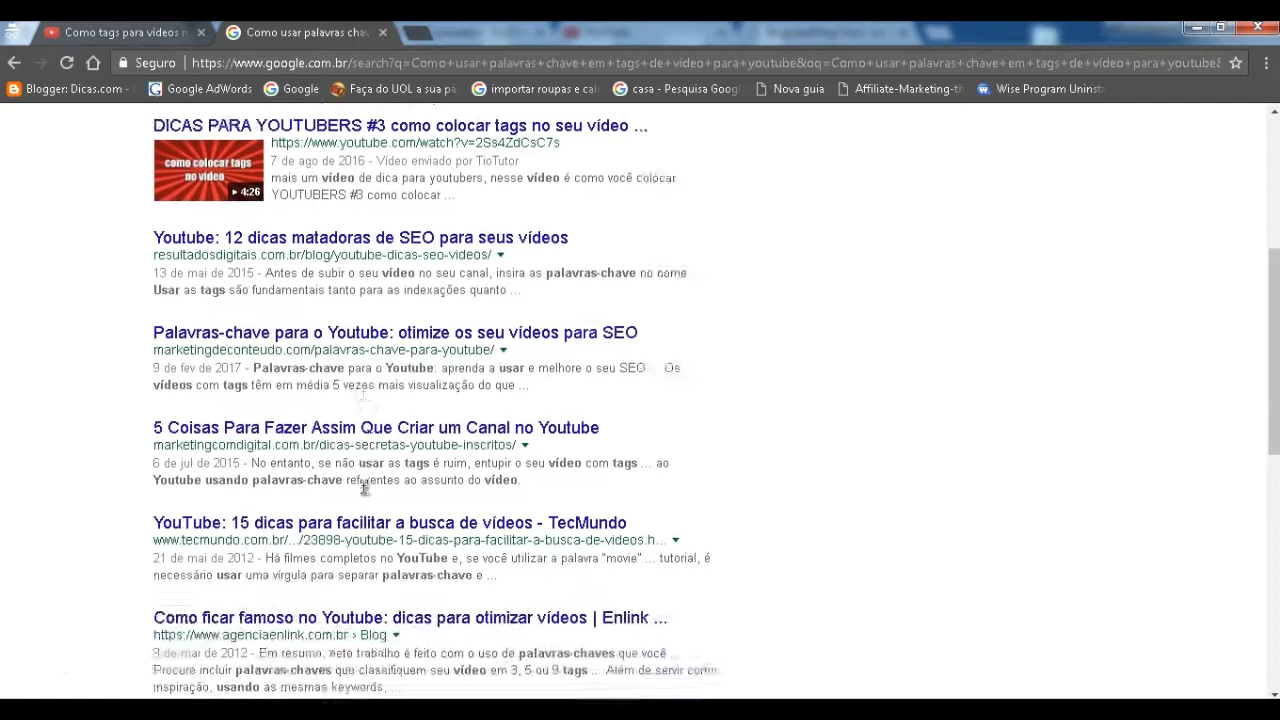 Como tags para vídeos n
Como usar palavras cha
Seguro
https://www.google.com.br/search?q=Como+usar+palavras+chave+em+tags+de+video+para+youtube&oq=Como+usar+palavras+chave+em+tags+de+video+para+youtube&
Blogger: Dicas.com -
Google AdWords
Google
Faça do UOL a sua pá
importar roupas e cal
casa - Pesquisa Goog
Nova guia
Affiliate-Marketing-th
Wise Program Uninst
DICAS PARA YOUTUBERS #3 como colocar tags no seu vídeo ...
https://www.youtube.com/watch?v=2Ss4ZdCsC7s
como colocar tags
no vídeo
4:26
7 de ago de 2016 - Vídeo enviado por TioTutor
mais um vídeo de dica para youtubers, nesse vídeo é como você colocar
YOUTUBERS #3 como colocar ...
Youtube: 12 dicas matadoras de SEO para seus vídeos
resultadosdigitais.com.br/blog/youtube-dicas-seo-videos/
13 de mai de 2015 - Antes de subir o seu vídeo no seu canal, insira as palavras-chave no nome
Usar as tags são fundamentais tanto para as indexações quanto ...
Palavras-chave para o Youtube: otimize os seu vídeos para SEO
marketingdeconteudo.com/palavras-chave-para-youtube/
9 de fev de 2017 - Palavras-chave para o Youtube: aprenda a usar e melhore o seu SEO Os
vídeos com tags têm em média 5 vezes mais visualização do que ...
5 Coisas Para Fazer Assim Que Criar um Canal no Youtube
marketingcomdigital.com.br/dicas-secretas-youtube-inscritos/
6 de jul de 2015 - No entanto, se não usar as tags é ruim, entupir o seu vídeo com tags ... ao
Youtube usando palavras-chave referentes ao assunto do vídeo.
YouTube: 15 dicas para facilitar a busca de vídeos - TecMundo
www.tecmundo.com.br/.../23898-youtube-15-dicas-para-facilitar-a-busca-de-videos.h...
21 de mai de 2012 - Há filmes completos no YouTube e, se você utilizar a palavra "movie" ... tutorial, é
necessário usar uma vírgula para separar palavras-chave e ...
Como ficar famoso no Youtube: dicas para otimizar vídeos | Enlink ...
https://www.agenciaenlink.com.br › Blog
de mar de 2012 - Em resumo, este trabalho é feito com o uso de palavras-chaves que você
Procure incluir palavras-chaves que classifiquem seu vídeo em 3, 5 ou 9 tags ... Além de servir como
inspiração, usando as mesmas keywords, ...